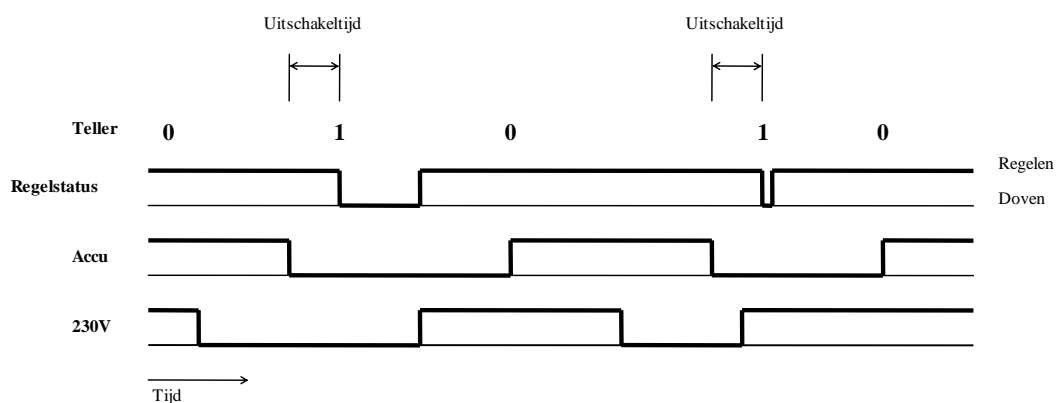 Uitschakeltijd Uitschakeltijd
Teller 0 1 0 1 0
Regelen
Regelstatus
Doven
Accu
230V
Tijd